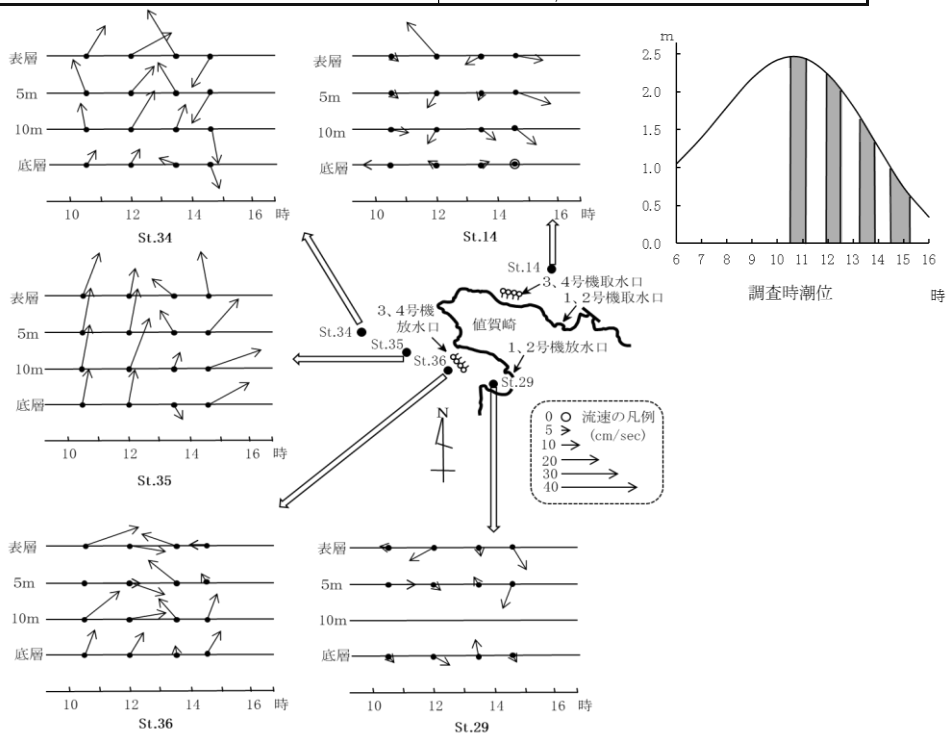 表層
5m
10m
底層
10 12 14 16 時
St.34
表層
5m
10m
底層
10 12 14 16 時
St.14
m
2.5
2.0
1.5
1.0
0.5
0.0
6 7 8 9 10 11 12 13 14 15 16
調査時潮位 時
表層
5m
10m
底層
10 12 14 16 時
St.35
St.14
3、4号機取水口
1、2号機取水口
3、4号機
放水口
値賀崎
St.34
St.35
St.36
1、2号機放水口
St.29
N
0 流速の凡例
5 (cm/sec)
10
20
30
40
表層
5m
10m
底層
10 12 14 16 時
St.36
表層
5m
10m
底層
10 12 14 16 時
St.29